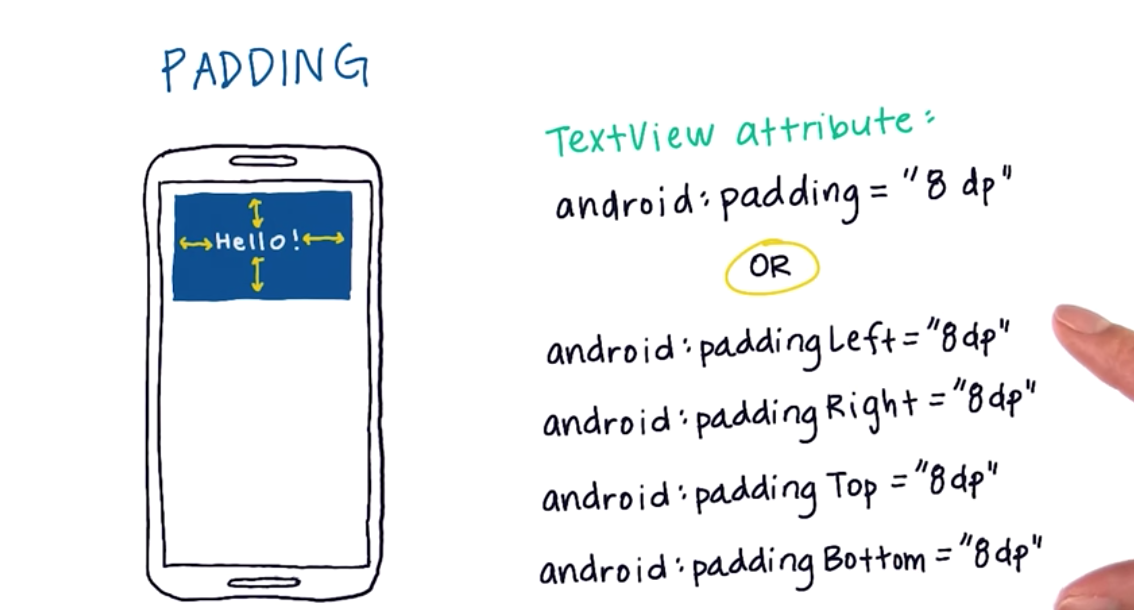 PADDING
Hello!
TextView attribute:
android:padding = "8 dp"
OR
android:paddingLeft="8dp"
android:paddingRight="8dp"
android:paddingTop="8dp"
android:paddingBottom="8dp"